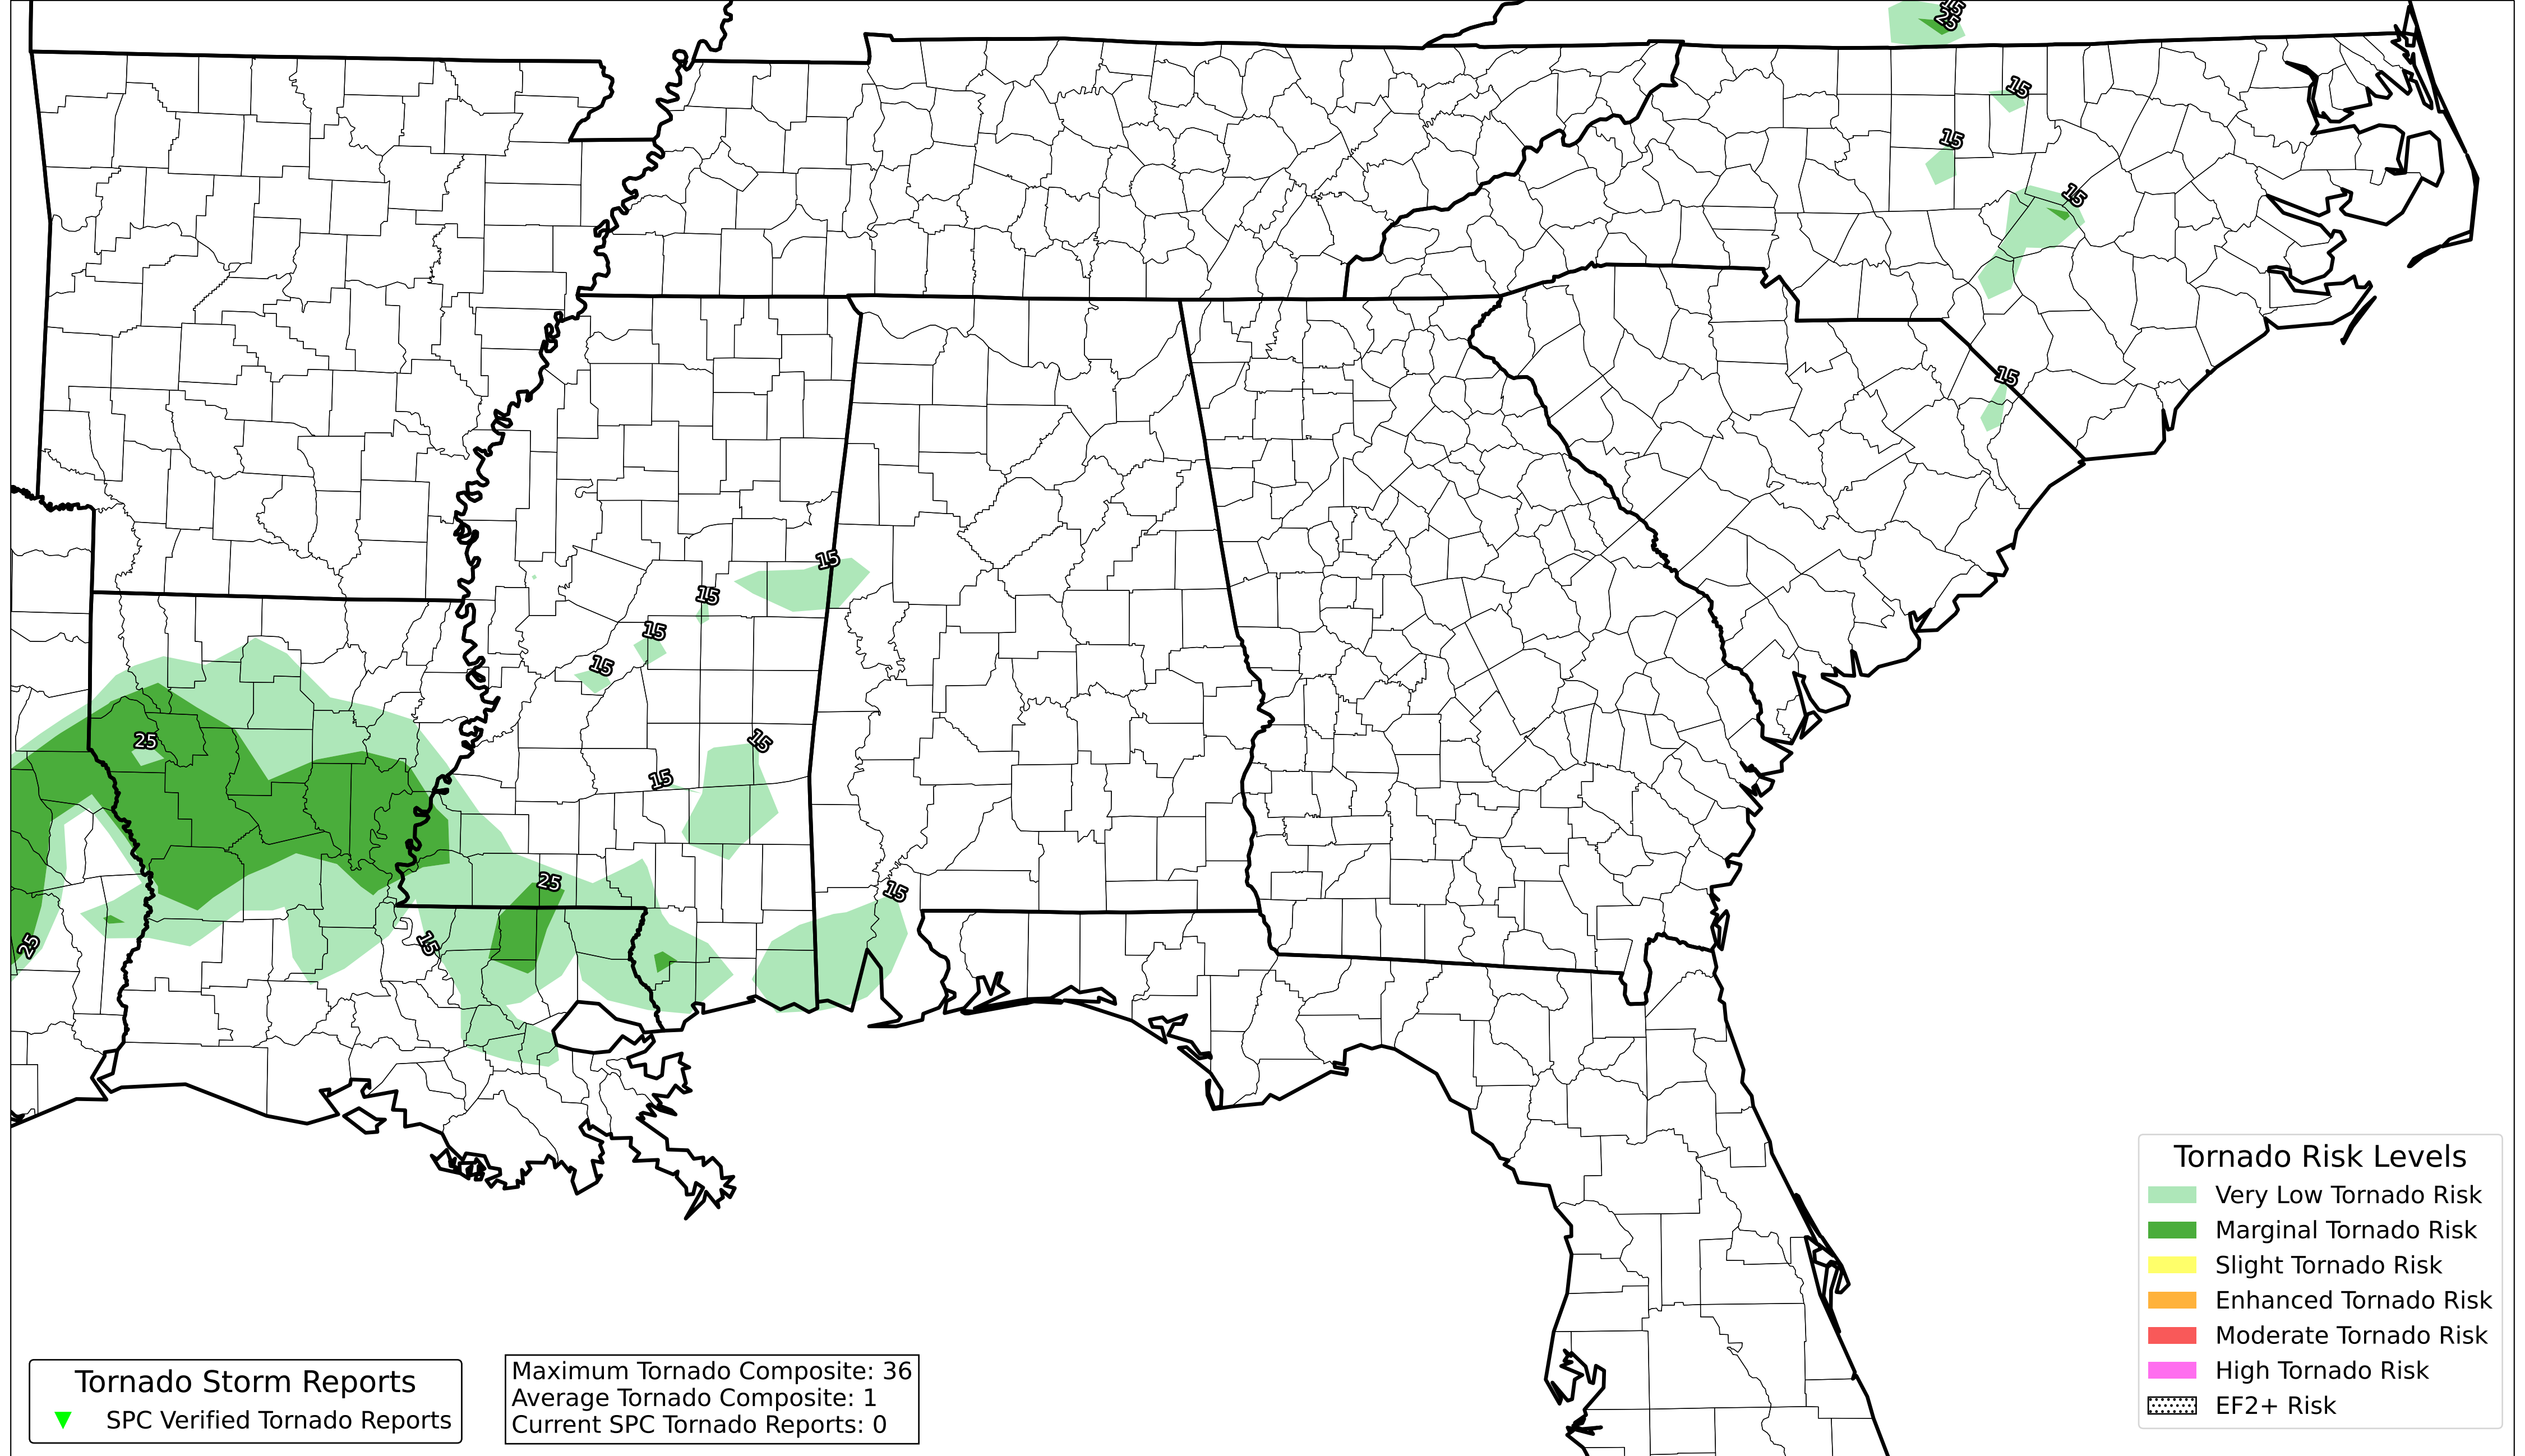 15
25
15
15
15
15
15
15
15
15
25
15
15
25
15
15
25
Tornado Risk Levels
Very Low Tornado Risk
Marginal Tornado Risk
Slight Tornado Risk
Enhanced Tornado Risk
Moderate Tornado Risk
High Tornado Risk
EF2+ Risk
Tornado Storm Reports
SPC Verified Tornado Reports
Maximum Tornado Composite: 36
Average Tornado Composite: 1
Current SPC Tornado Reports: 0